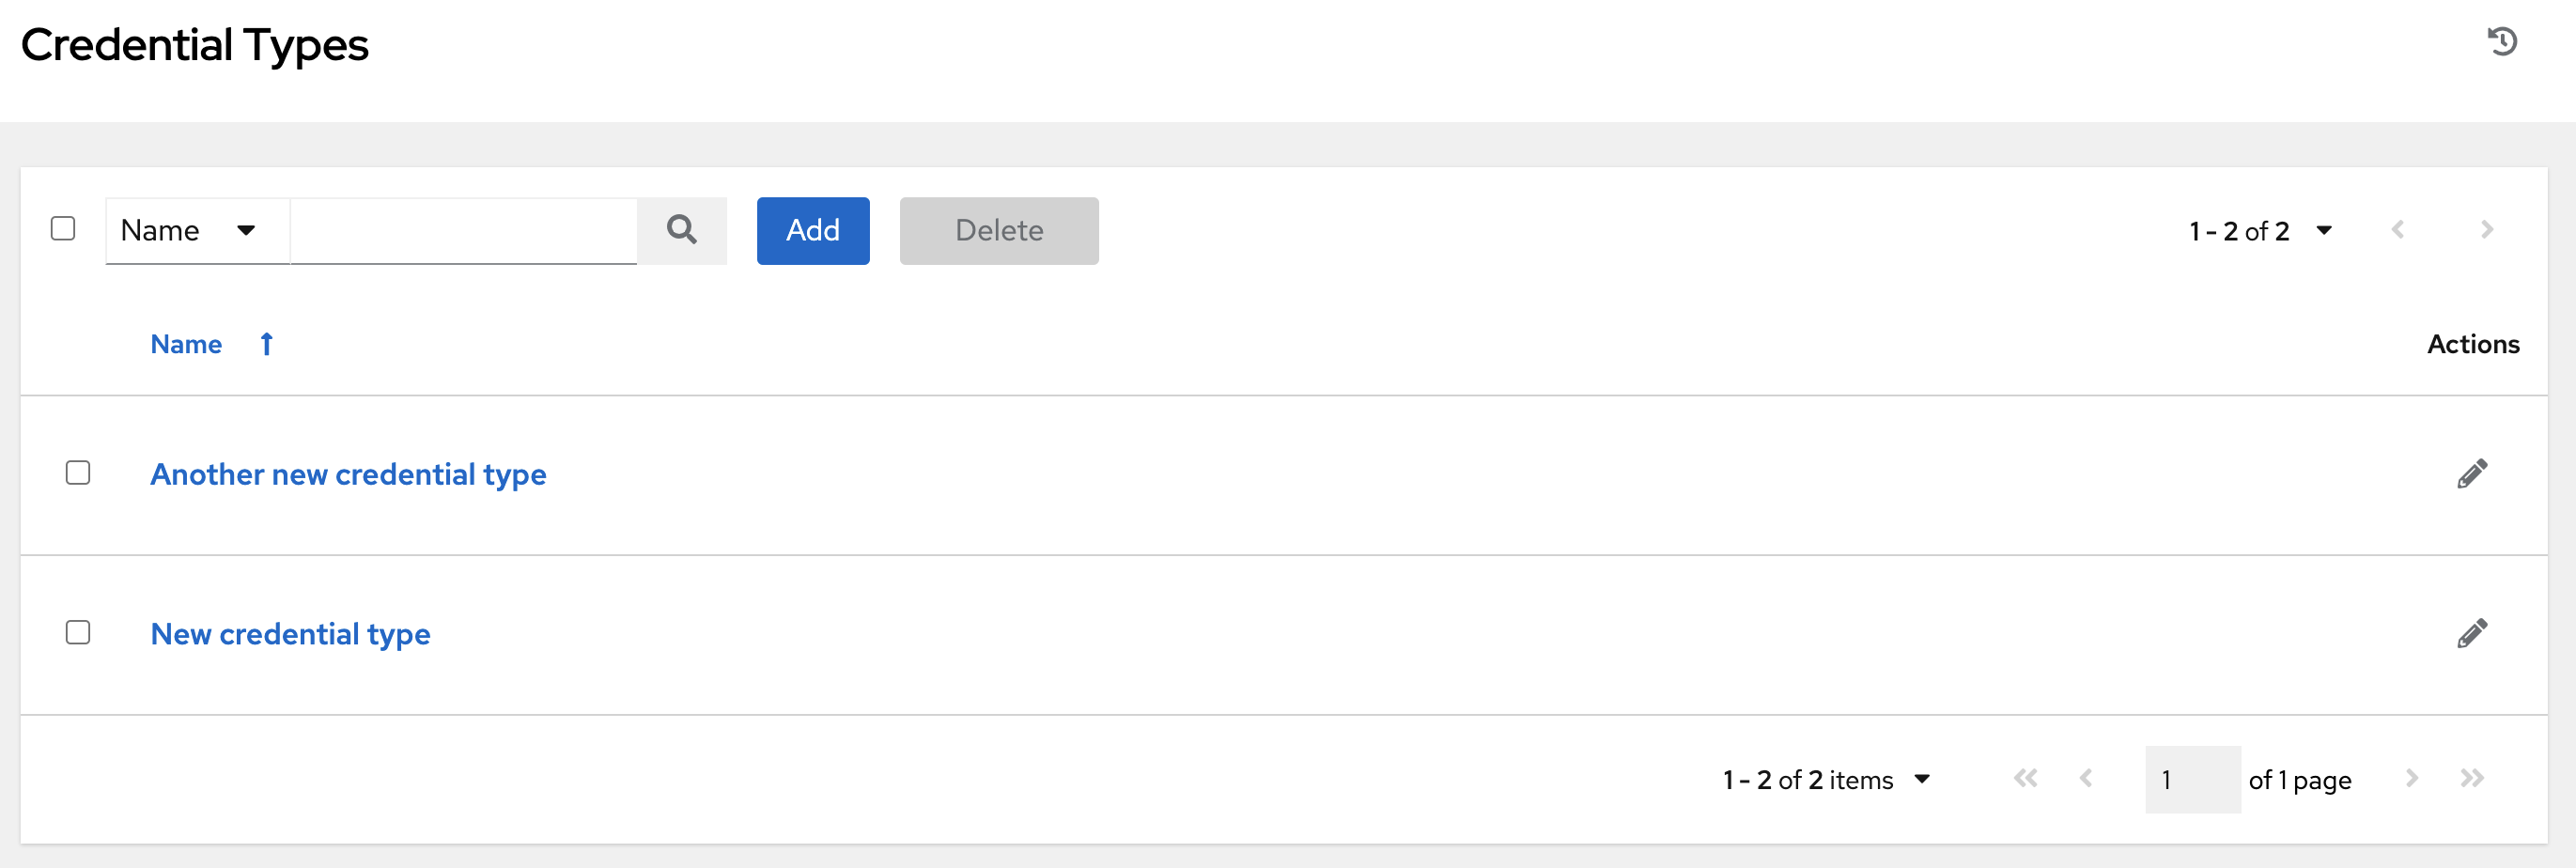 Credential Types
Name
Add
Delete
1 - 2 of 2
Name
Actions
Another new credential type
New credential type
1 - 2 of 2 items
1
of 1 page